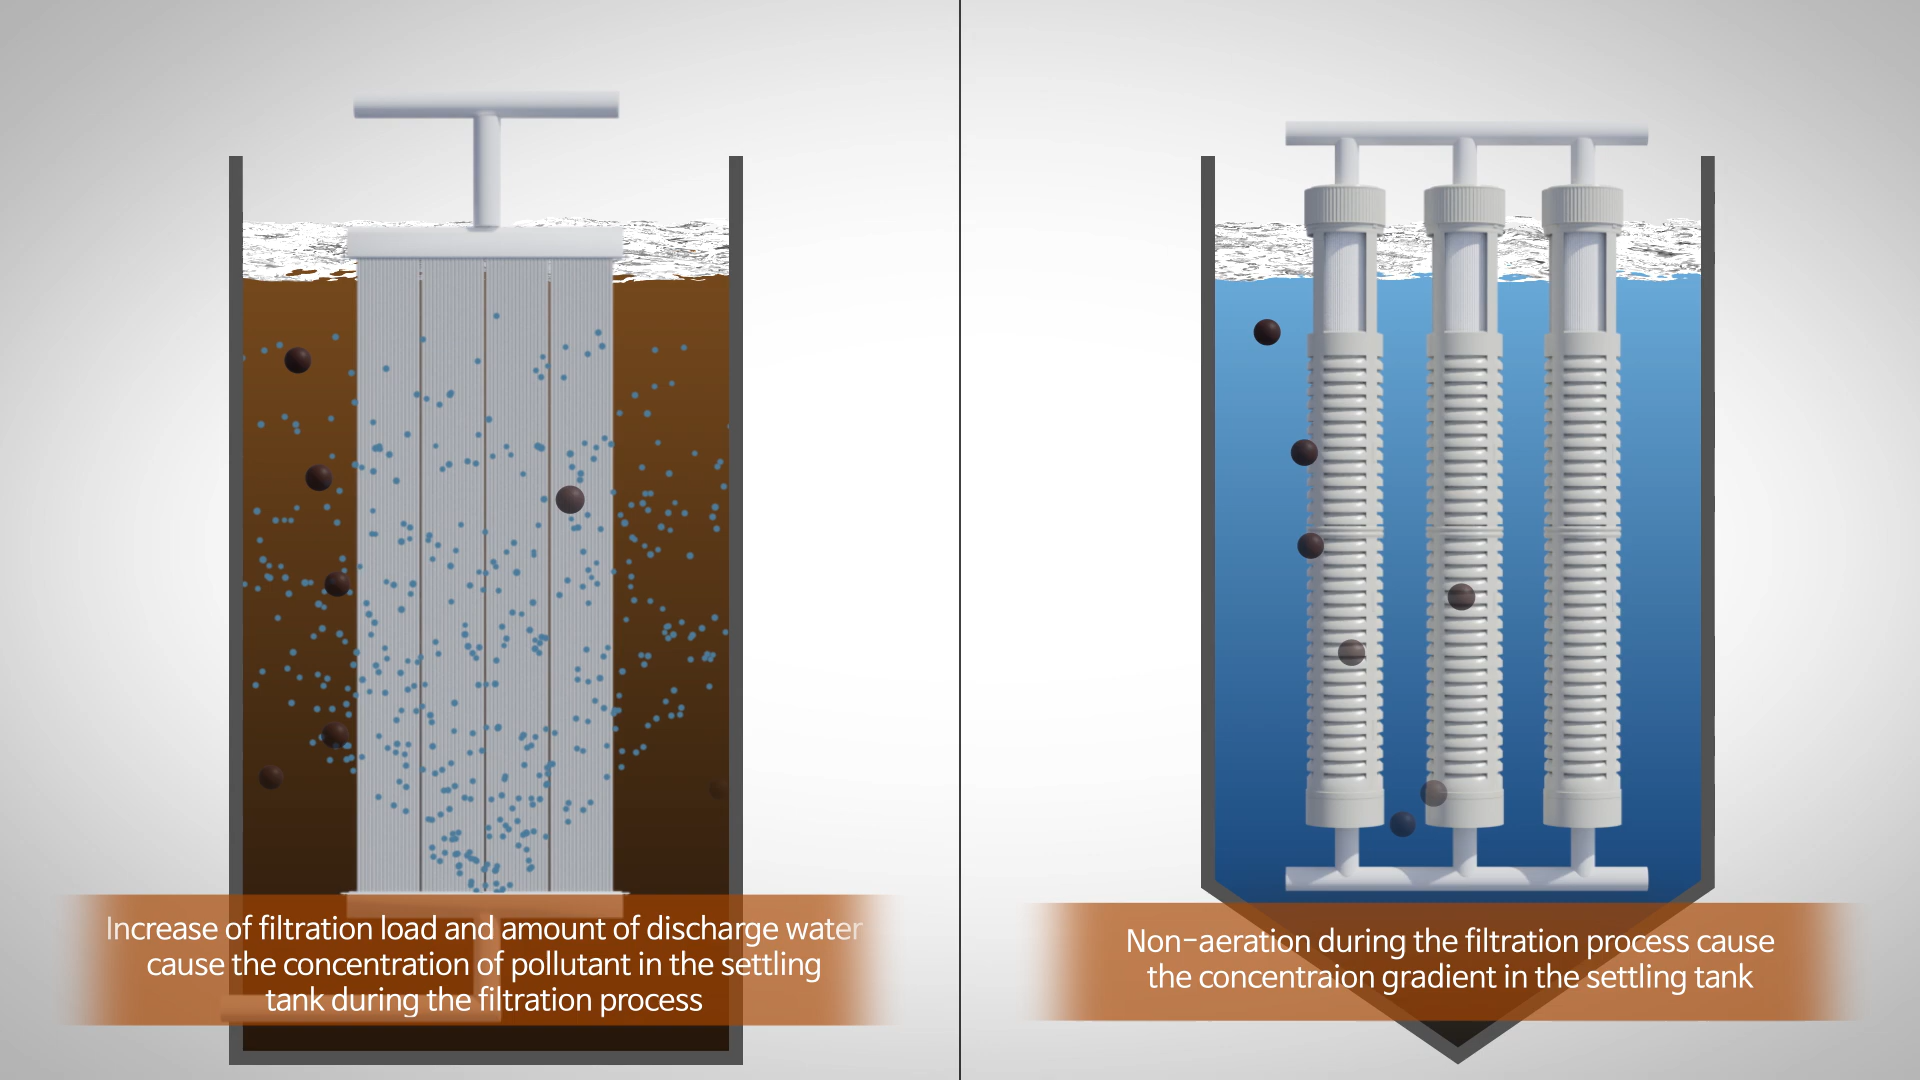 Increase of filtration load and amount of discharge water
cause the concentration of pollutant in the settling
tank during the filtration process
Non-aeration during the filtration process cause
the concentraion gradient in the settling tank